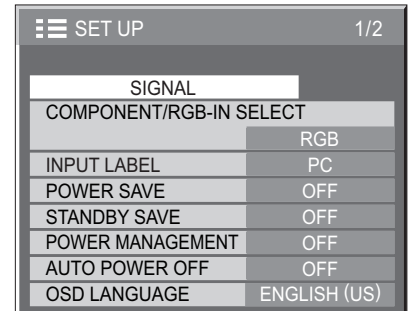 SET UP 1/2
SIGNAL
COMPONENT/RGB-IN SELECT
RGB
INPUT LABEL PC
POWER SAVE OFF
STANDBY SAVE OFF
POWER MANAGEMENT OFF
AUTO POWER OFF OFF
OSD LANGUAGE ENGLISH (US)